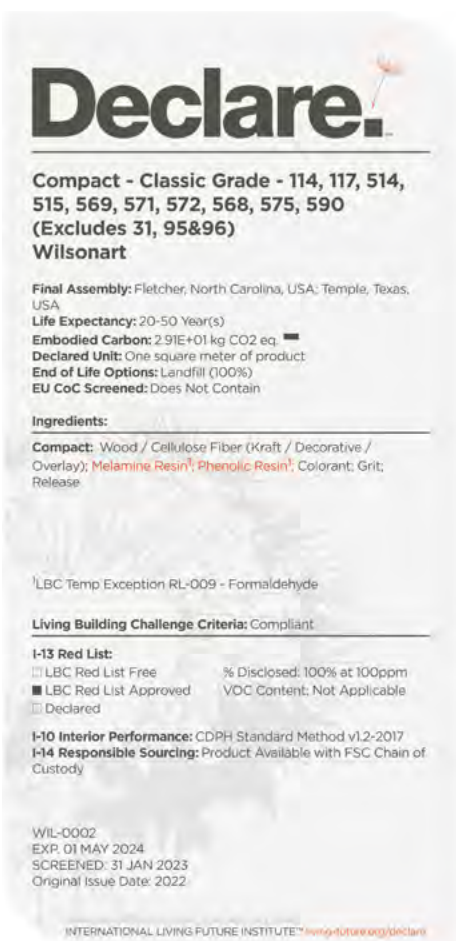 Declare.
Compact - Classic Grade - 114, 117, 514,
515, 569, 571, 572, 568, 575, 590
(Excludes 31, 95&96)
Wilsonart
Final Assembly: Fletcher, North Carolina, USA; Temple, Texas,
USA
Life Expectancy: 20-50 Year(s)
Embodied Carbon: 2.91E+01 kg CO2 eq.
Declared Unit: One square meter of product
End of Life Options: Landfill (100%)
EU CoC Screened: Does Not Contain
Ingredients:
Compact: Wood / Cellulose Fiber (Kraft / Decorative /
Overlay); Melamine Resin¹; Phenolic Resin¹; Colorant; Grit;
Release
¹LBC Temp Exception RL-009 - Formaldehyde
Living Building Challenge Criteria: Compliant
I-13 Red List:
LBC Red List Free % Disclosed: 100% at 100ppm
LBC Red List Approved VOC Content: Not Applicable
Declared
I-10 Interior Performance: CDPH Standard Method v1.2-2017
I-14 Responsible Sourcing: Product Available with FSC Chain of
Custody
WIL-0002
EXP. 01 MAY 2024
SCREENED: 31 JAN 2023
Original Issue Date: 2022
INTERNATIONAL LIVING FUTURE INSTITUTE™ living-future.org/declare